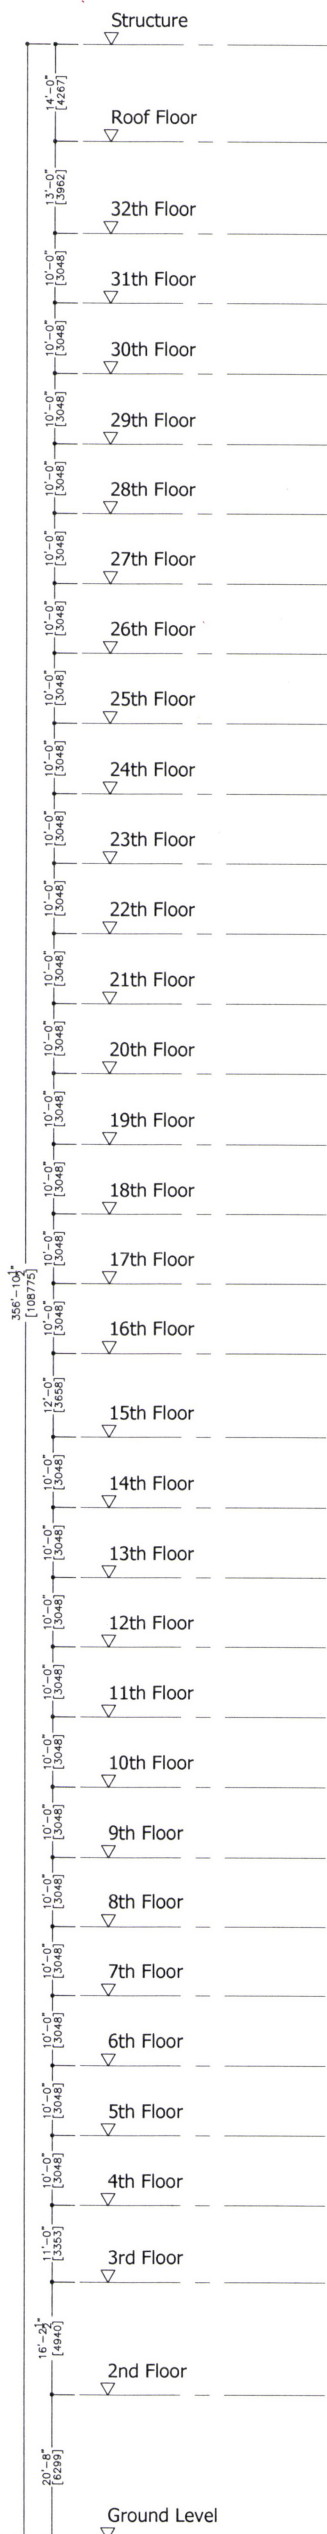 Structure
14'-0"
[4267]
Roof Floor
13'-0"
[3962]
32th Floor
10'-0"
[3048]
31th Floor
10'-0"
[3048]
30th Floor
10'-0"
[3048]
29th Floor
10'-0"
[3048]
28th Floor
10'-0"
[3048]
27th Floor
10'-0"
[3048]
26th Floor
10'-0"
[3048]
25th Floor
10'-0"
[3048]
24th Floor
10'-0"
[3048]
23th Floor
10'-0"
[3048]
22th Floor
10'-0"
[3048]
21th Floor
10'-0"
[3048]
20th Floor
10'-0"
[3048]
19th Floor
10'-0"
[3048]
18th Floor
10'-0"
[3048]
17th Floor
356'-10½"
[108775]
10'-0"
[3048]
16th Floor
12'-0"
[3658]
15th Floor
10'-0"
[3048]
14th Floor
10'-0"
[3048]
13th Floor
10'-0"
[3048]
12th Floor
10'-0"
[3048]
11th Floor
10'-0"
[3048]
10th Floor
10'-0"
[3048]
9th Floor
10'-0"
[3048]
8th Floor
10'-0"
[3048]
7th Floor
10'-0"
[3048]
6th Floor
10'-0"
[3048]
5th Floor
10'-0"
[3048]
4th Floor
11'-0"
[3353]
3rd Floor
16'-2½"
[4940]
2nd Floor
20'-8"
[6299]
Ground Level